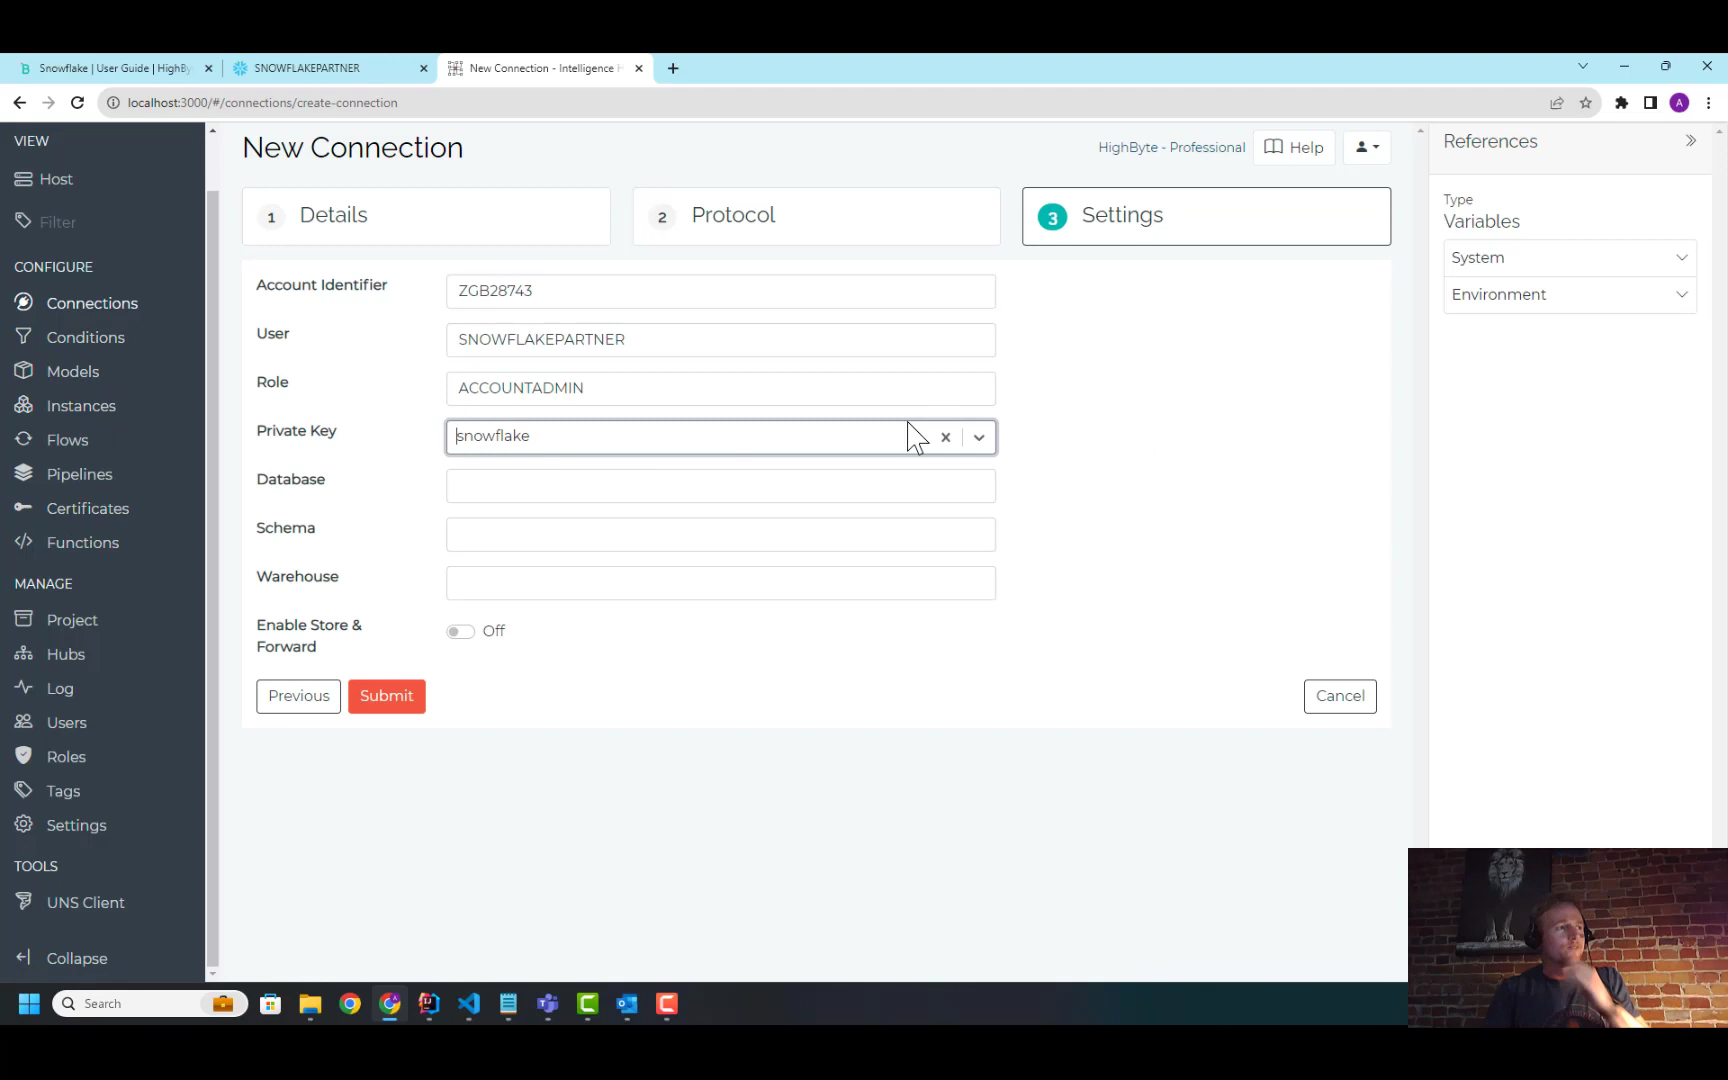 Snowflake | User Guide | HighBy
SNOWFLAKEPARTNER
New Connection - Intelligence H
localhost:3000/#/connections/create-connection
A
VIEW
Host
Filter
CONFIGURE
Connections
Conditions
Models
Instances
Flows
Pipelines
Certificates
Functions
MANAGE
Project
Hubs
Log
Users
Roles
Tags
Settings
TOOLS
UNS Client
Collapse
New Connection
HighByte - Professional
Help
1 Details
2 Protocol
3 Settings
Account Identifier
ZGB28743
User
SNOWFLAKEPARTNER
Role
ACCOUNTADMIN
Private Key
snowflake
Database
Schema
Warehouse
Enable Store &
Forward
Off
Previous
Submit
Cancel
References
Type
Variables
System
Environment
Search